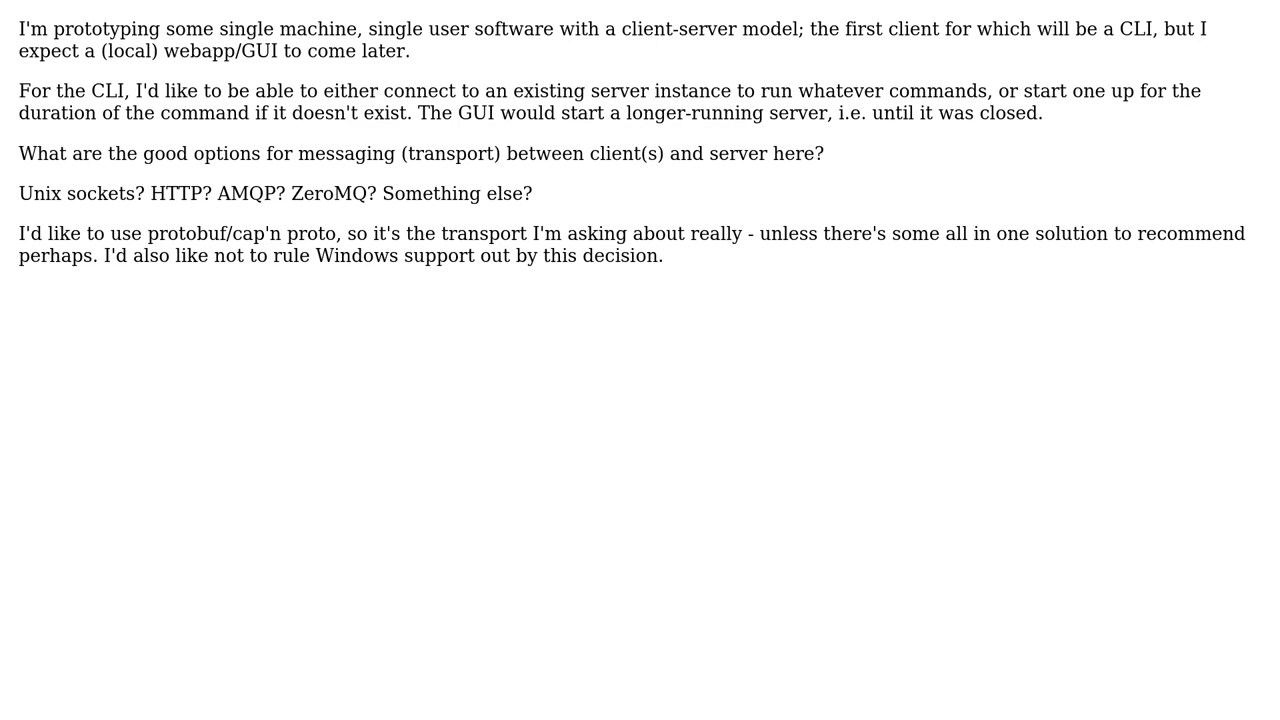 I'm prototyping some single machine, single user software with a client-server model; the first client for which will be a CLI, but I
expect a (local) webapp/GUI to come later.
For the CLI, I'd like to be able to either connect to an existing server instance to run whatever commands, or start one up for the
duration of the command if it doesn't exist. The GUI would start a longer-running server, i.e. until it was closed.
What are the good options for messaging (transport) between client(s) and server here?
Unix sockets? HTTP? AMQP? ZeroMQ? Something else?
I'd like to use protobuf/cap'n proto, so it's the transport I'm asking about really - unless there's some all in one solution to recommend
perhaps. I'd also like not to rule Windows support out by this decision.